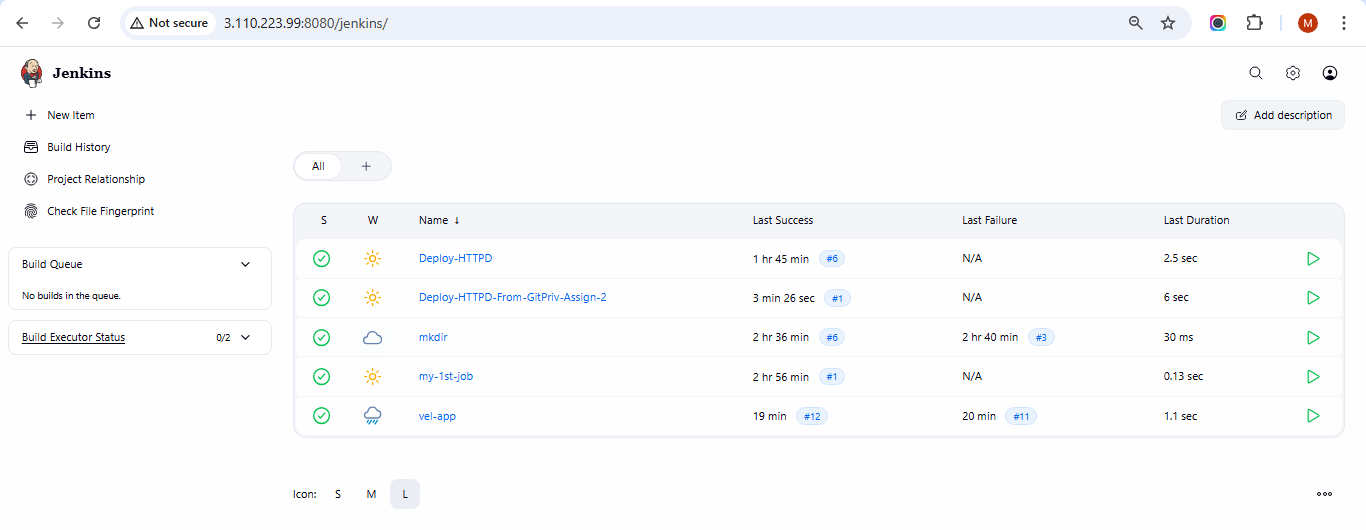 Not secure 3.110.223.99:8080/jenkins/ M
Jenkins
New Item
Build History
Project Relationship
Check File Fingerprint
Build Queue
No builds in the queue.
Build Executor Status 0/2
Add description
All +
S W Name ↓ Last Success Last Failure Last Duration
Deploy-HTTPD 1 hr 45 min #6 N/A 2.5 sec
Deploy-HTTPD-From-GitPriv-Assign-2 3 min 26 sec #1 N/A 6 sec
mkdir 2 hr 36 min #6 2 hr 40 min #3 30 ms
my-1st-job 2 hr 56 min #1 N/A 0.13 sec
vel-app 19 min #12 20 min #11 1.1 sec
Icon: S M L